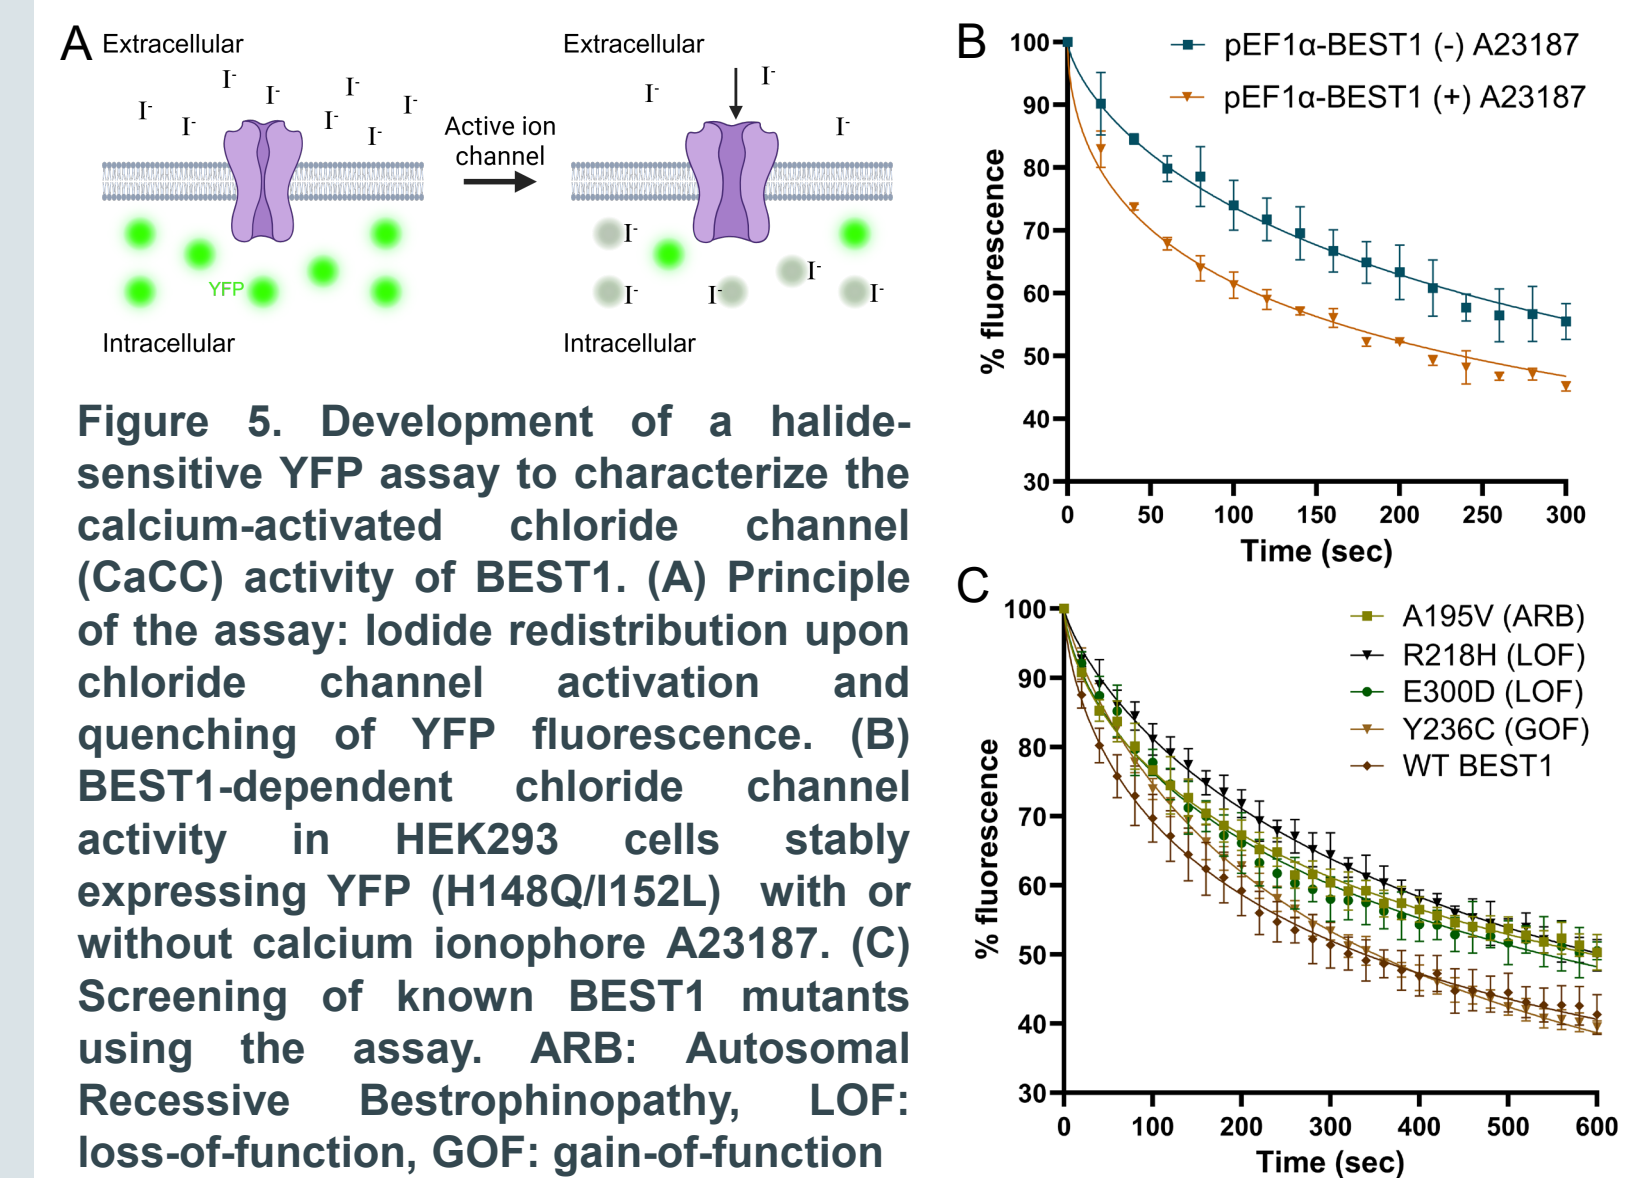 A
Extracellular
I-
I-
I-
I-
I-
I-
I-
I-
YFP
Intracellular
Active ion
channel
Extracellular
I-
I-
I-
I-
I-
I-
I-
I-
Intracellular
Figure 5. Development of a halide-
sensitive YFP assay to characterize the
calcium-activated chloride channel
(CaCC) activity of BEST1. (A) Principle
of the assay: Iodide redistribution upon
chloride channel activation and
quenching of YFP fluorescence. (B)
BEST1-dependent chloride channel
activity in HEK293 cells stably
expressing YFP (H148Q/I152L) with or
without calcium ionophore A23187. (C)
Screening of known BEST1 mutants
using the assay. ARB: Autosomal
Recessive Bestrophinopathy, LOF:
loss-of-function, GOF: gain-of-function
B
pEF1α-BEST1 (-) A23187
pEF1α-BEST1 (+) A23187
% fluorescence
100
90
80
70
60
50
40
30
0 50 100 150 200 250 300
Time (sec)
C
A195V (ARB)
R218H (LOF)
E300D (LOF)
Y236C (GOF)
WT BEST1
% fluorescence
100
90
80
70
60
50
40
30
0 100 200 300 400 500 600
Time (sec)